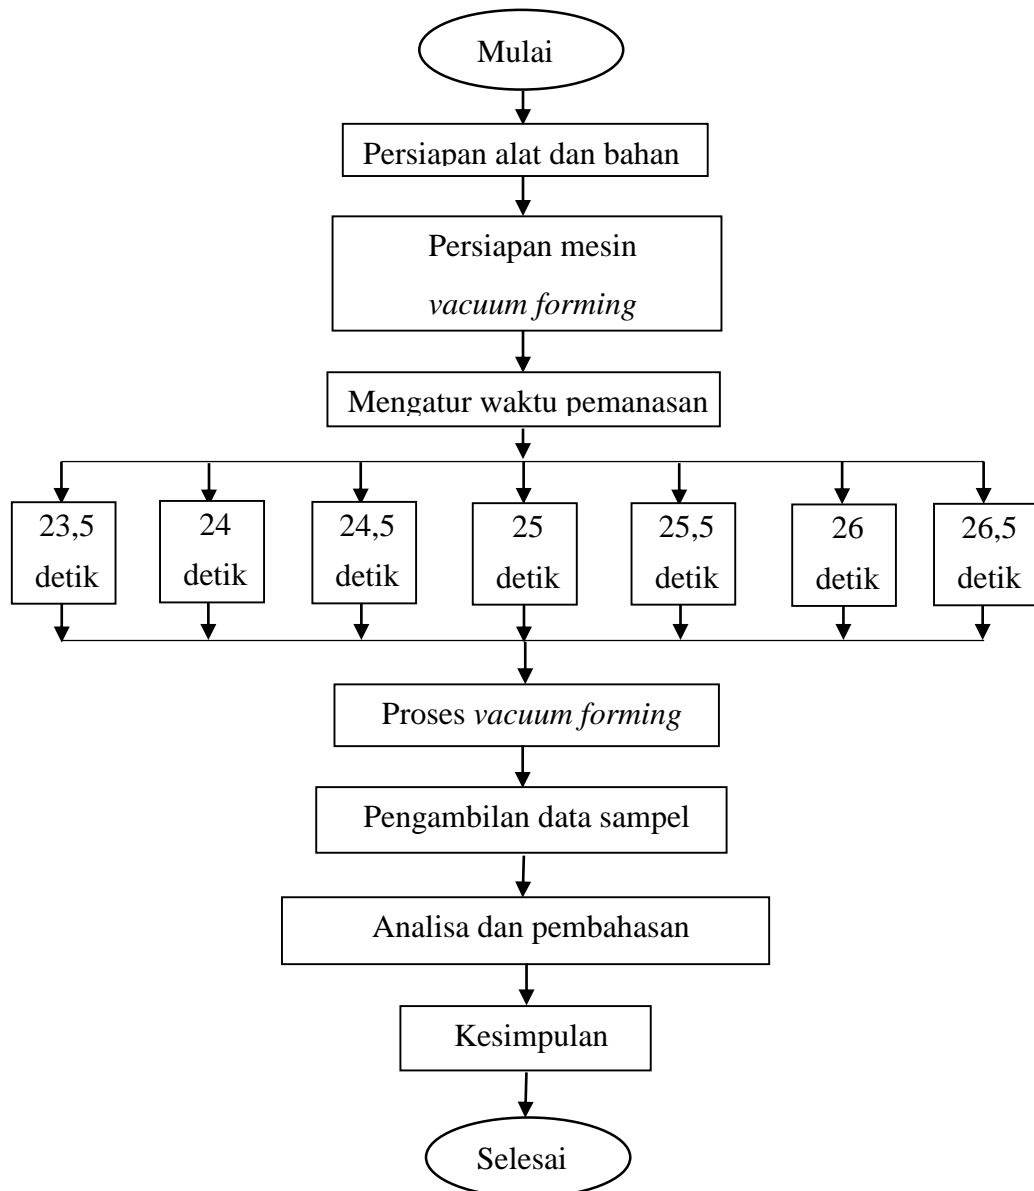 Mulai
Persiapan alat dan bahan
Persiapan mesin
vacuum forming
Mengatur waktu pemanasan
23,5
detik
24
detik
24,5
detik
25
detik
25,5
detik
26
detik
26,5
detik
Proses vacuum forming
Pengambilan data sampel
Analisa dan pembahasan
Kesimpulan
Selesai